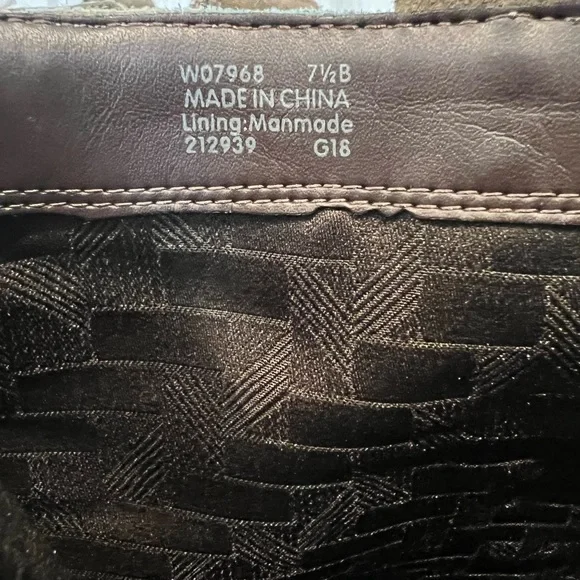 W07968 7½B
MADE IN CHINA
Lining:Manmade
212939 G18